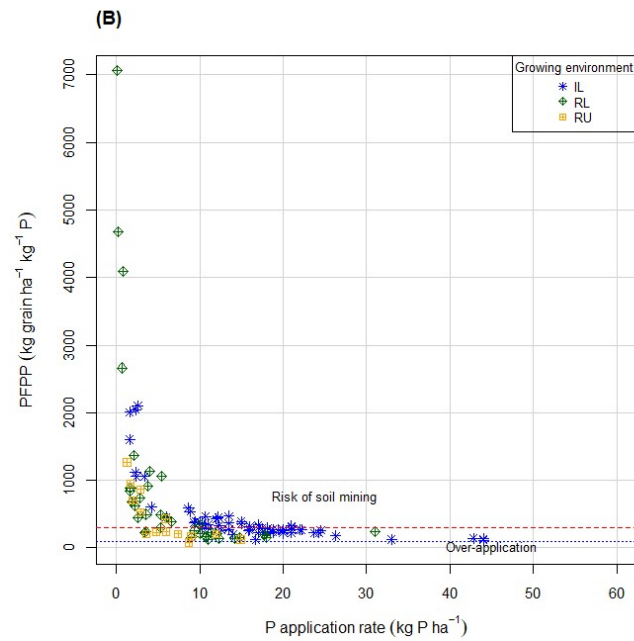 (B)
Growing environment
IL
RL
RU
7000
6000
5000
4000
3000
2000
1000
0
PFPP (kg grain ha⁻¹ kg⁻¹ P)
Risk of soil mining
Over-application
0 10 20 30 40 50 60
P application rate (kg P ha⁻¹)